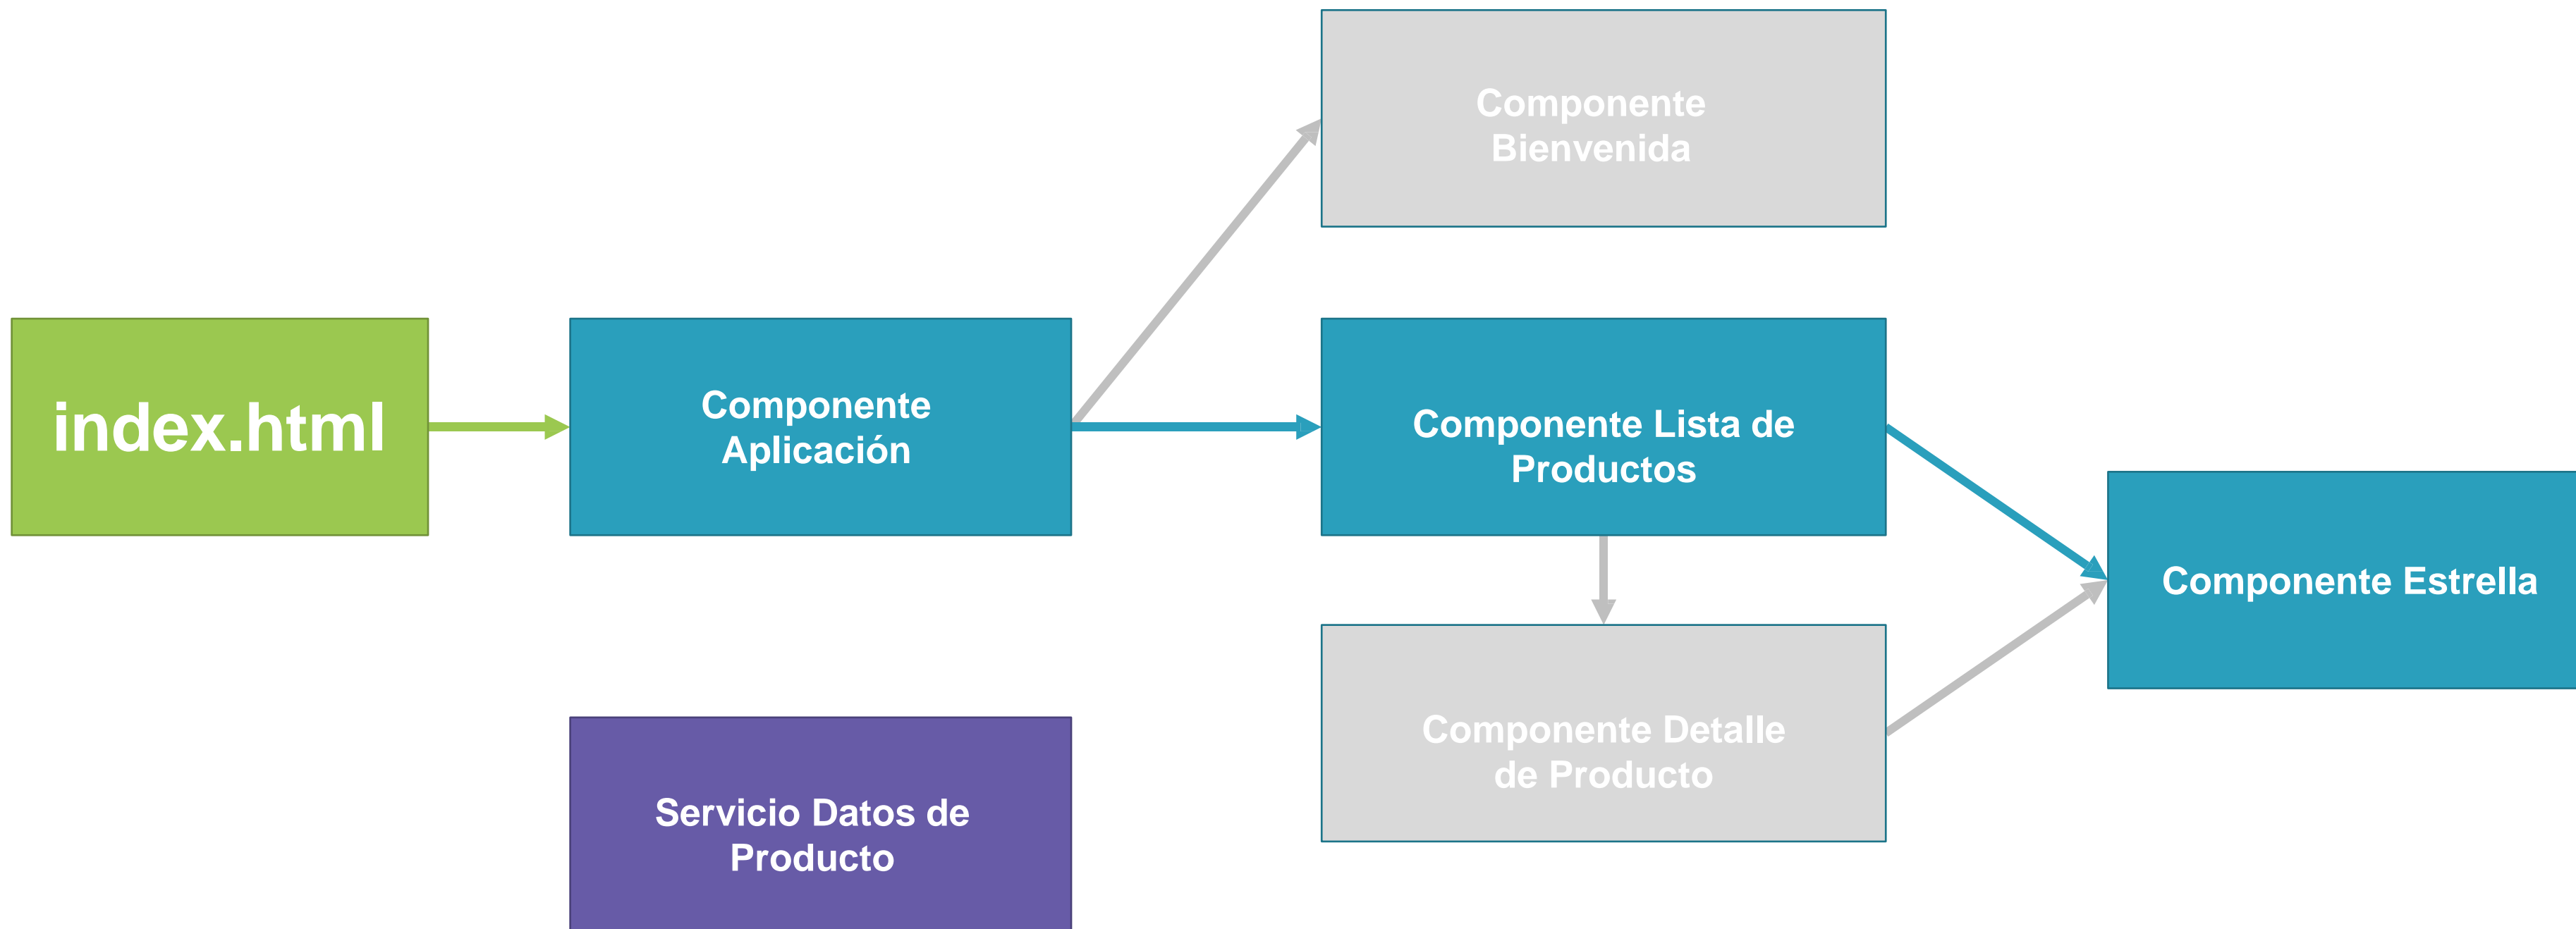 Componente
Bienvenida
index.html
Componente
Aplicación
Componente Lista de
Productos
Componente Estrella
Componente Detalle
de Producto
Servicio Datos de
Producto